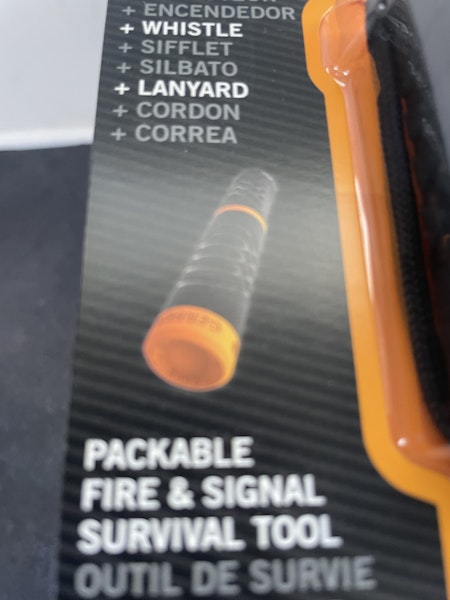 + ENCENDEDOR
+ WHISTLE
+ SIFFLET
+ SILBATO
+ LANYARD
+ CORDON
+ CORREA
PACKABLE
FIRE & SIGNAL
SURVIVAL TOOL
OUTIL DE SURVIE